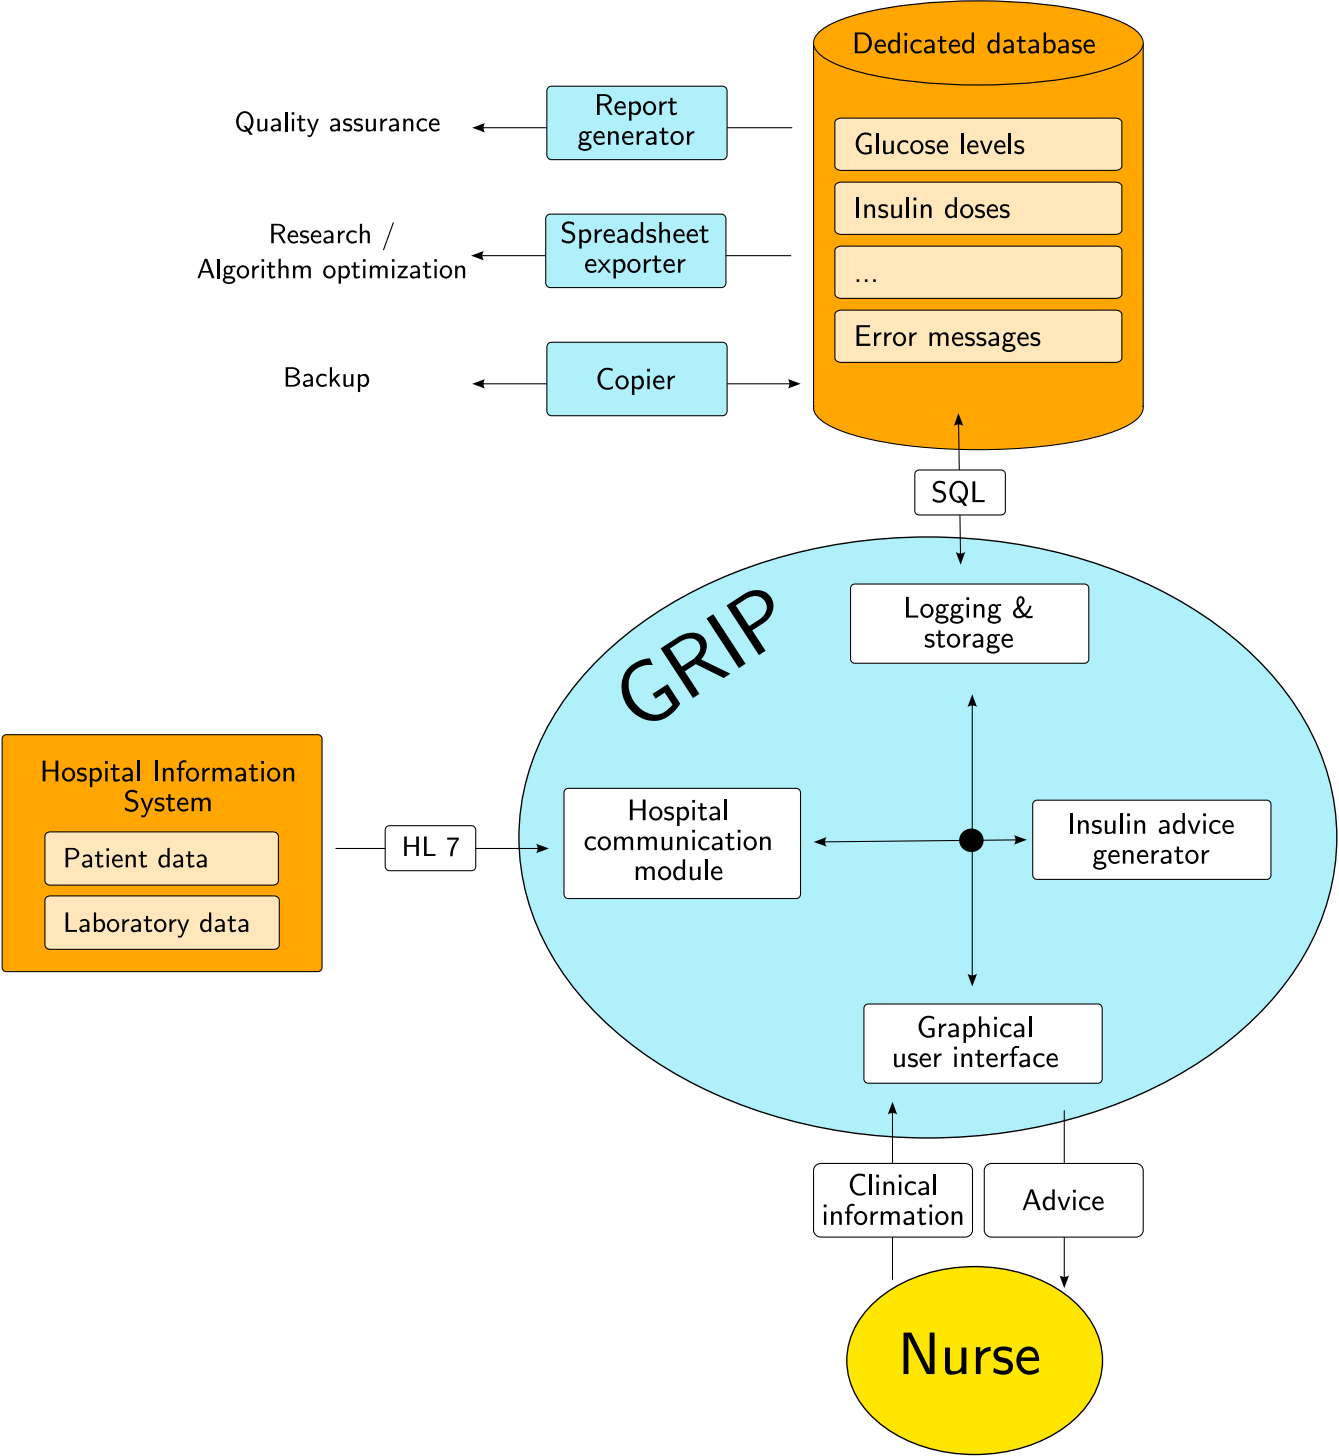 Dedicated database
Glucose levels
Insulin doses
...
Error messages
Quality assurance
Report
generator
Research /
Algorithm optimization
Spreadsheet
exporter
Backup
Copier
SQL
GRIP
Logging &
storage
Hospital Information
System
Patient data
Laboratory data
HL 7
Hospital
communication
module
Insulin advice
generator
Graphical
user interface
Clinical
information
Advice
Nurse